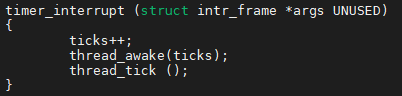 timer_interrupt (struct intr_frame *args UNUSED)
{
        ticks++;
        thread_awake(ticks);
        thread_tick ();
}